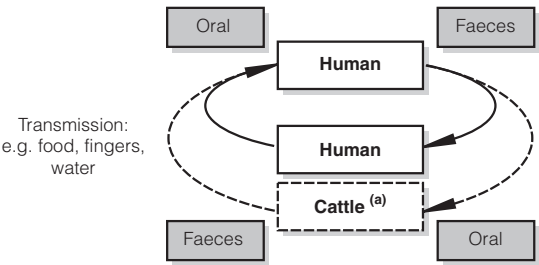 Oral
Faeces
Human
Transmission:
e.g. food, fingers,
water
Human
Cattle (a)
Faeces
Oral